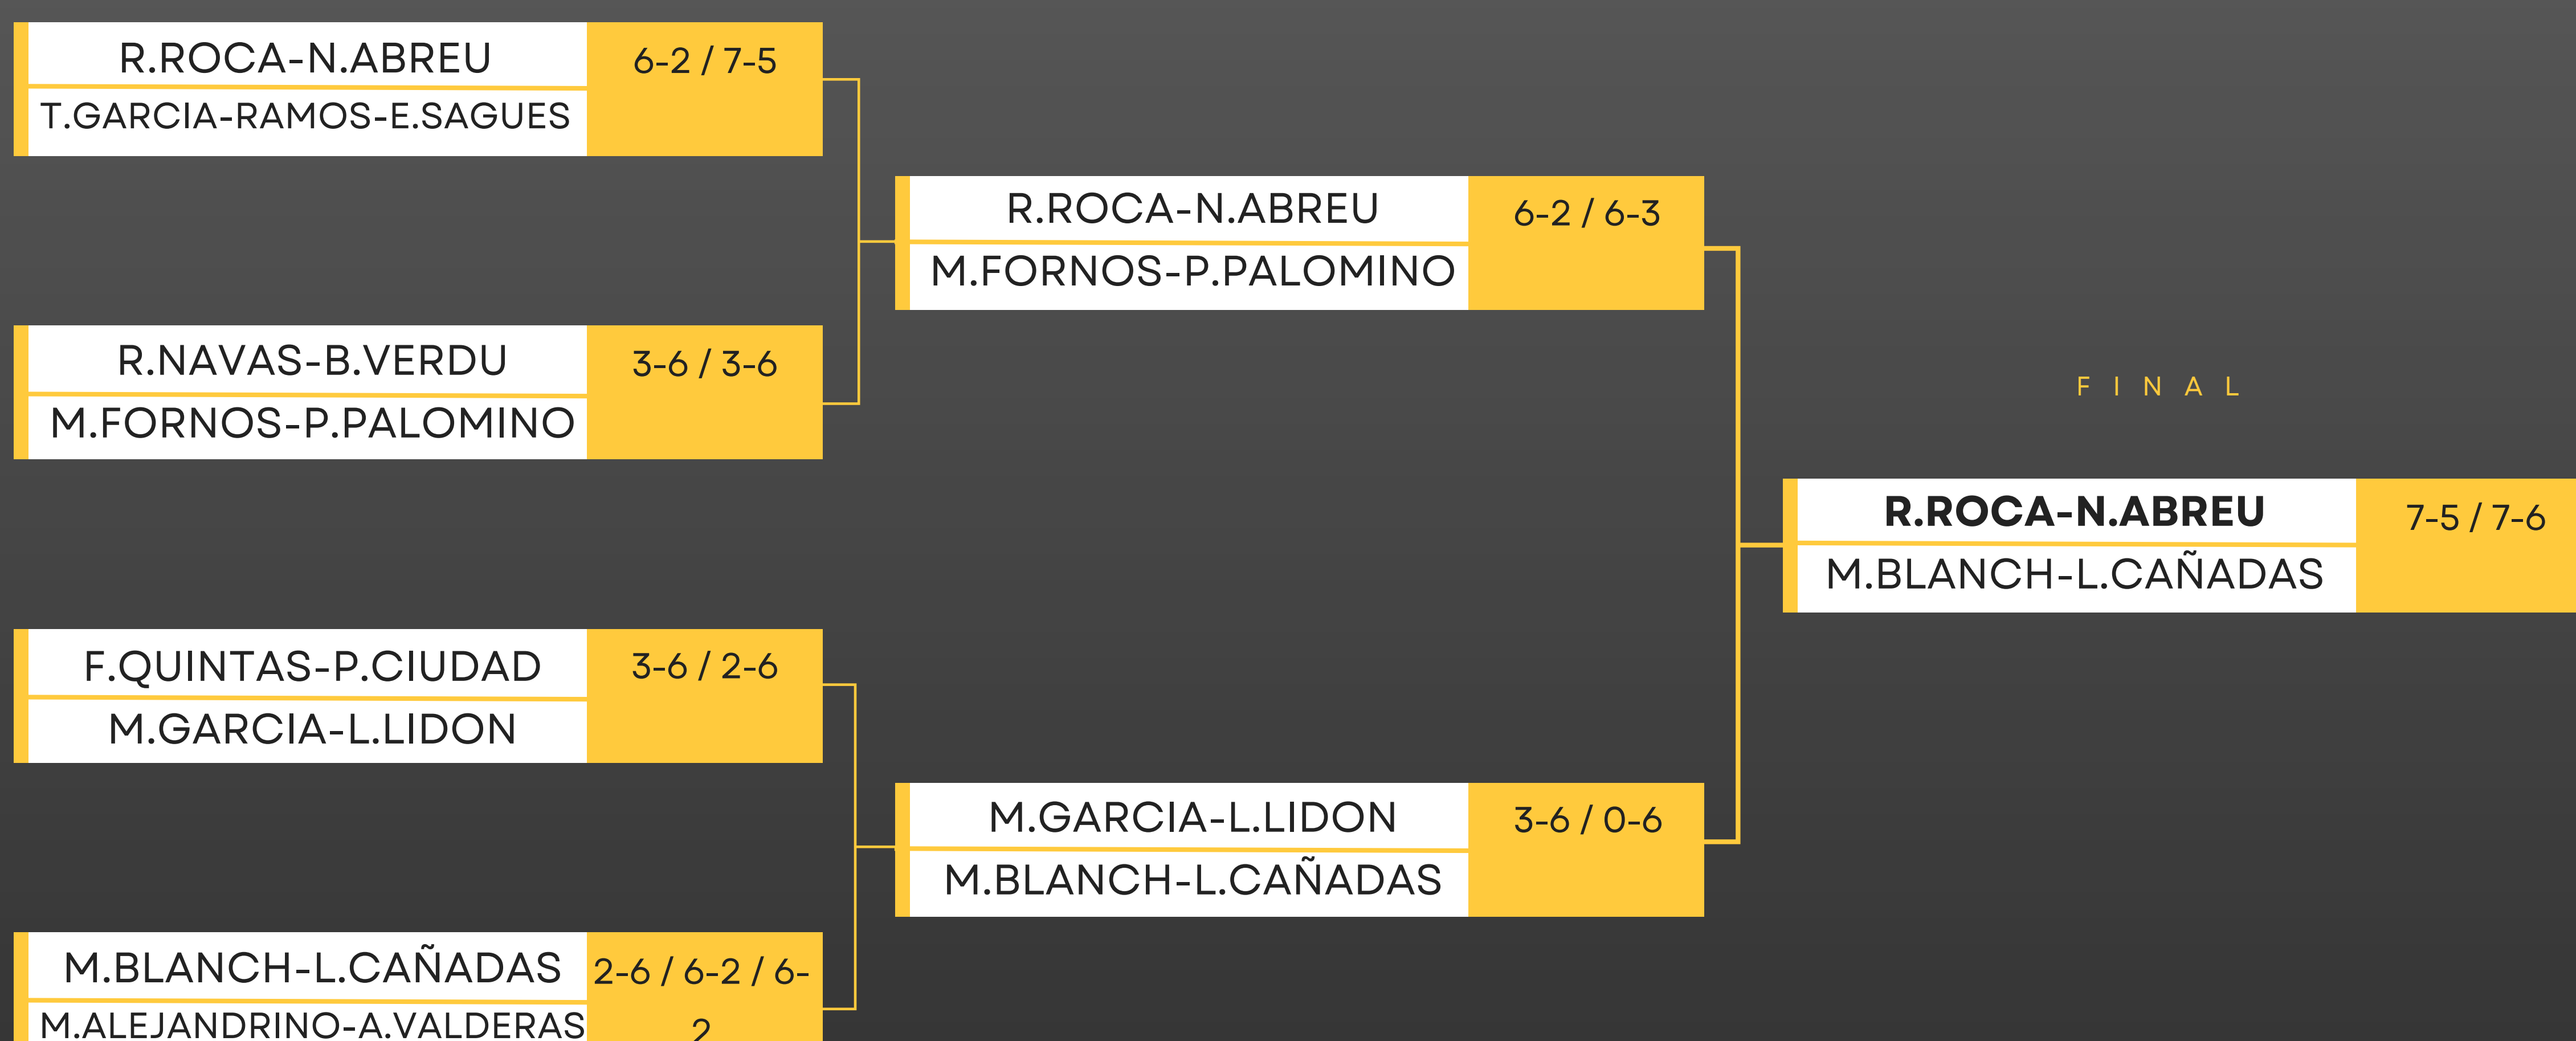 R.ROCA-N.ABREU
6-2 / 7-5
T.GARCIA-RAMOS-E.SAGUES
R.ROCA-N.ABREU
6-2 / 6-3
M.FORNOS-P.PALOMINO
R.NAVAS-B.VERDU
3-6 / 3-6
M.FORNOS-P.PALOMINO
FINAL
R.ROCA-N.ABREU
7-5 / 7-6
M.BLANCH-L.CAÑADAS
F.QUINTAS-P.CIUDAD
3-6 / 2-6
M.GARCIA-L.LIDON
M.GARCIA-L.LIDON
3-6 / 0-6
M.BLANCH-L.CAÑADAS
M.BLANCH-L.CAÑADAS
2-6 / 6-2 / 6-
2
M.ALEJANDRINO-A.VALDERAS